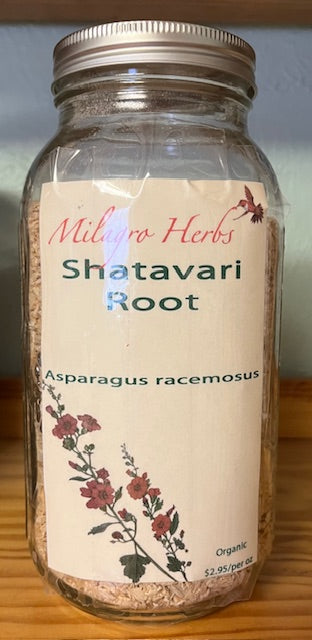 Milagro Herbs
Shatavari
Root
Asparagus racemosus
Organic
$2.95/per oz